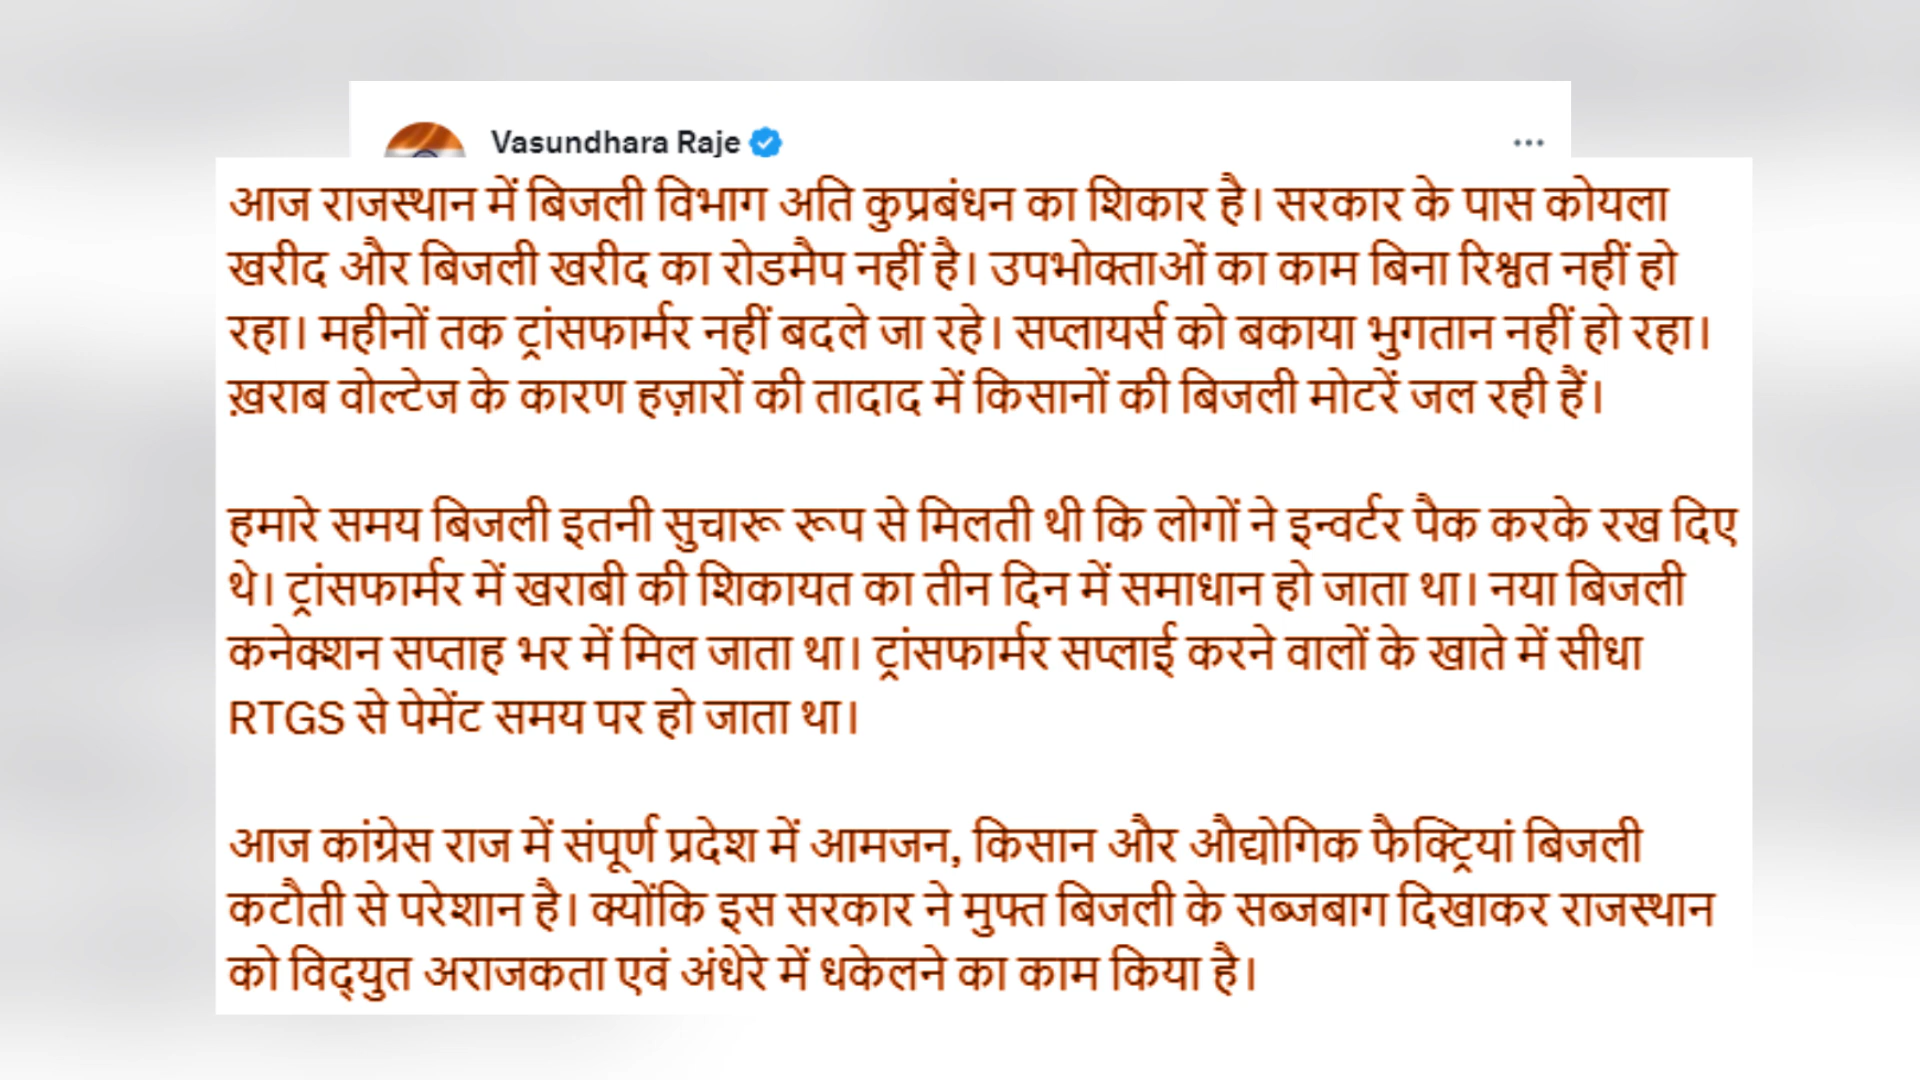 Vasundhara Raje
आज राजस्थान में बिजली विभाग अति कुप्रबंधन का शिकार है। सरकार के पास कोयला
खरीद और बिजली खरीद का रोडमैप नहीं है। उपभोक्ताओं का काम बिना रिश्वत नहीं हो
रहा। महीनों तक ट्रांसफार्मर नहीं बदले जा रहे। सप्लायर्स को बकाया भुगतान नहीं हो रहा।
ख़राब वोल्टेज के कारण हज़ारों की तादाद में किसानों की बिजली मोटरें जल रही हैं।
हमारे समय बिजली इतनी सुचारू रूप से मिलती थी कि लोगों ने इन्वर्टर पैक करके रख दिए
थे। ट्रांसफार्मर में खराबी की शिकायत का तीन दिन में समाधान हो जाता था। नया बिजली
कनेक्शन सप्ताह भर में मिल जाता था। ट्रांसफार्मर सप्लाई करने वालों के खाते में सीधा
RTGS से पेमेंट समय पर हो जाता था।
आज कांग्रेस राज में संपूर्ण प्रदेश में आमजन, किसान और औद्योगिक फैक्ट्रियां बिजली
कटौती से परेशान है। क्योंकि इस सरकार ने मुफ्त बिजली के सब्जबाग दिखाकर राजस्थान
को विद्युत अराजकता एवं अंधेरे में धकेलने का काम किया है।